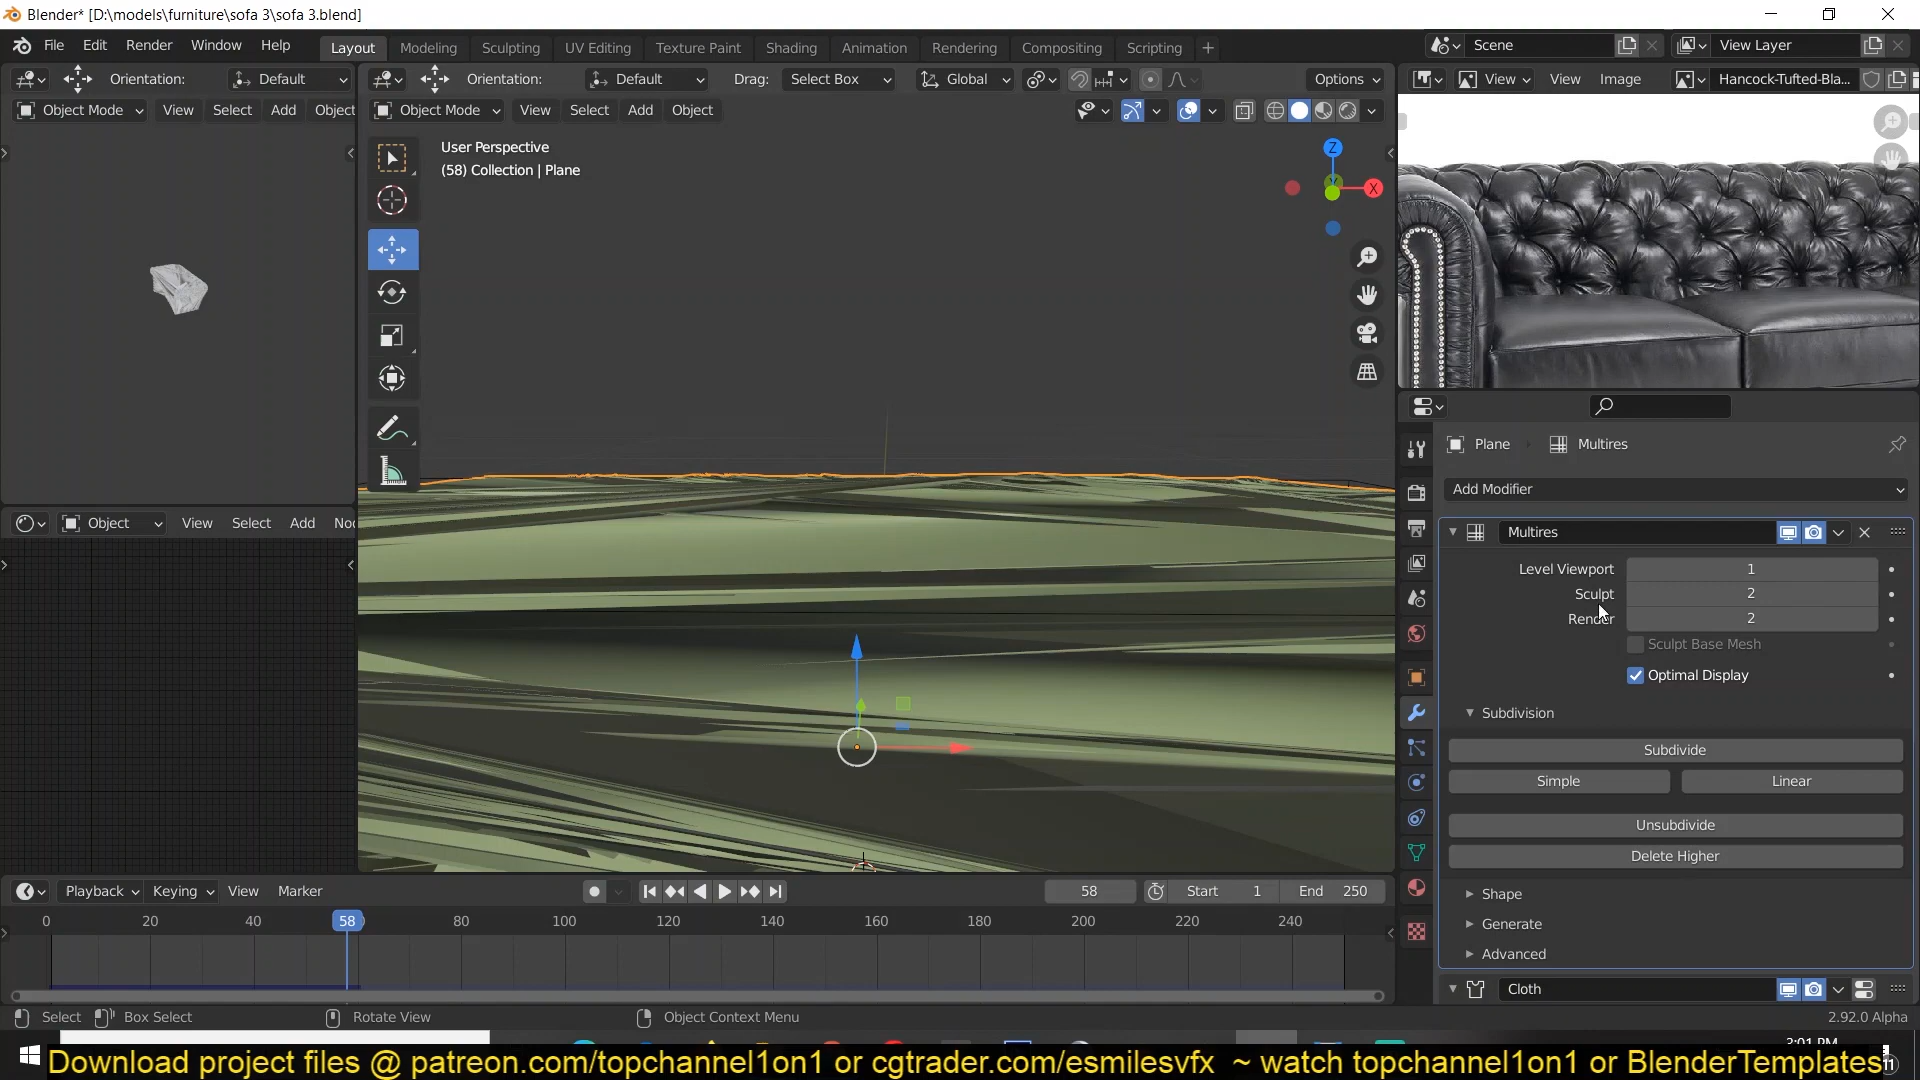 Blender* [D:\models\furniture\sofa 3\sofa 3.blend]
File Edit Render Window Help Layout Modeling Sculpting UV Editing Texture Paint Shading Animation Rendering Compositing Scripting + Scene View Layer
Orientation: Default
Orientation: Default Drag: Select Box Global Options
View View Image Hancock-Tufted-Bla...
Object Mode View Select Add Object
Object Mode View Select Add Object
User Perspective
(58) Collection | Plane
Z
X
Plane Multires
Add Modifier
Multires
Level Viewport 1
Sculpt 2
Render 2
Sculpt Base Mesh
Optimal Display
Subdivision
Subdivide
Simple Linear
Unsubdivide
Delete Higher
Shape
Generate
Advanced
Cloth
Object View Select Add
Playback Keying View Marker 58 Start 1 End 250
0 20 40 58 80 100 120 140 160 180 200 220 240
Select Box Select Rotate View Object Context Menu 2.92.0 Alpha
Download project files @ patreon.com/topchannel1on1 or cgtrader.com/esmilesvfx ~ watch topchannel1on1 or BlenderTemplates